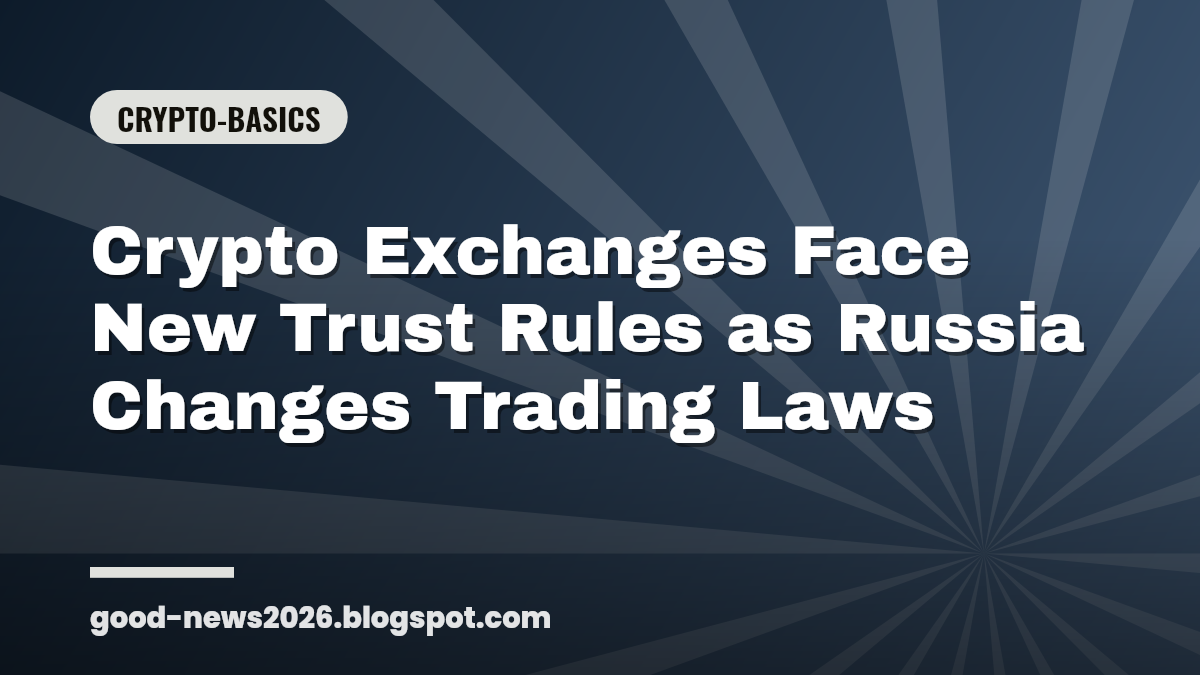 CRYPTO-BASICS
Crypto Exchanges Face
New Trust Rules as Russia
Changes Trading Laws
good-news2026.blogspot.com